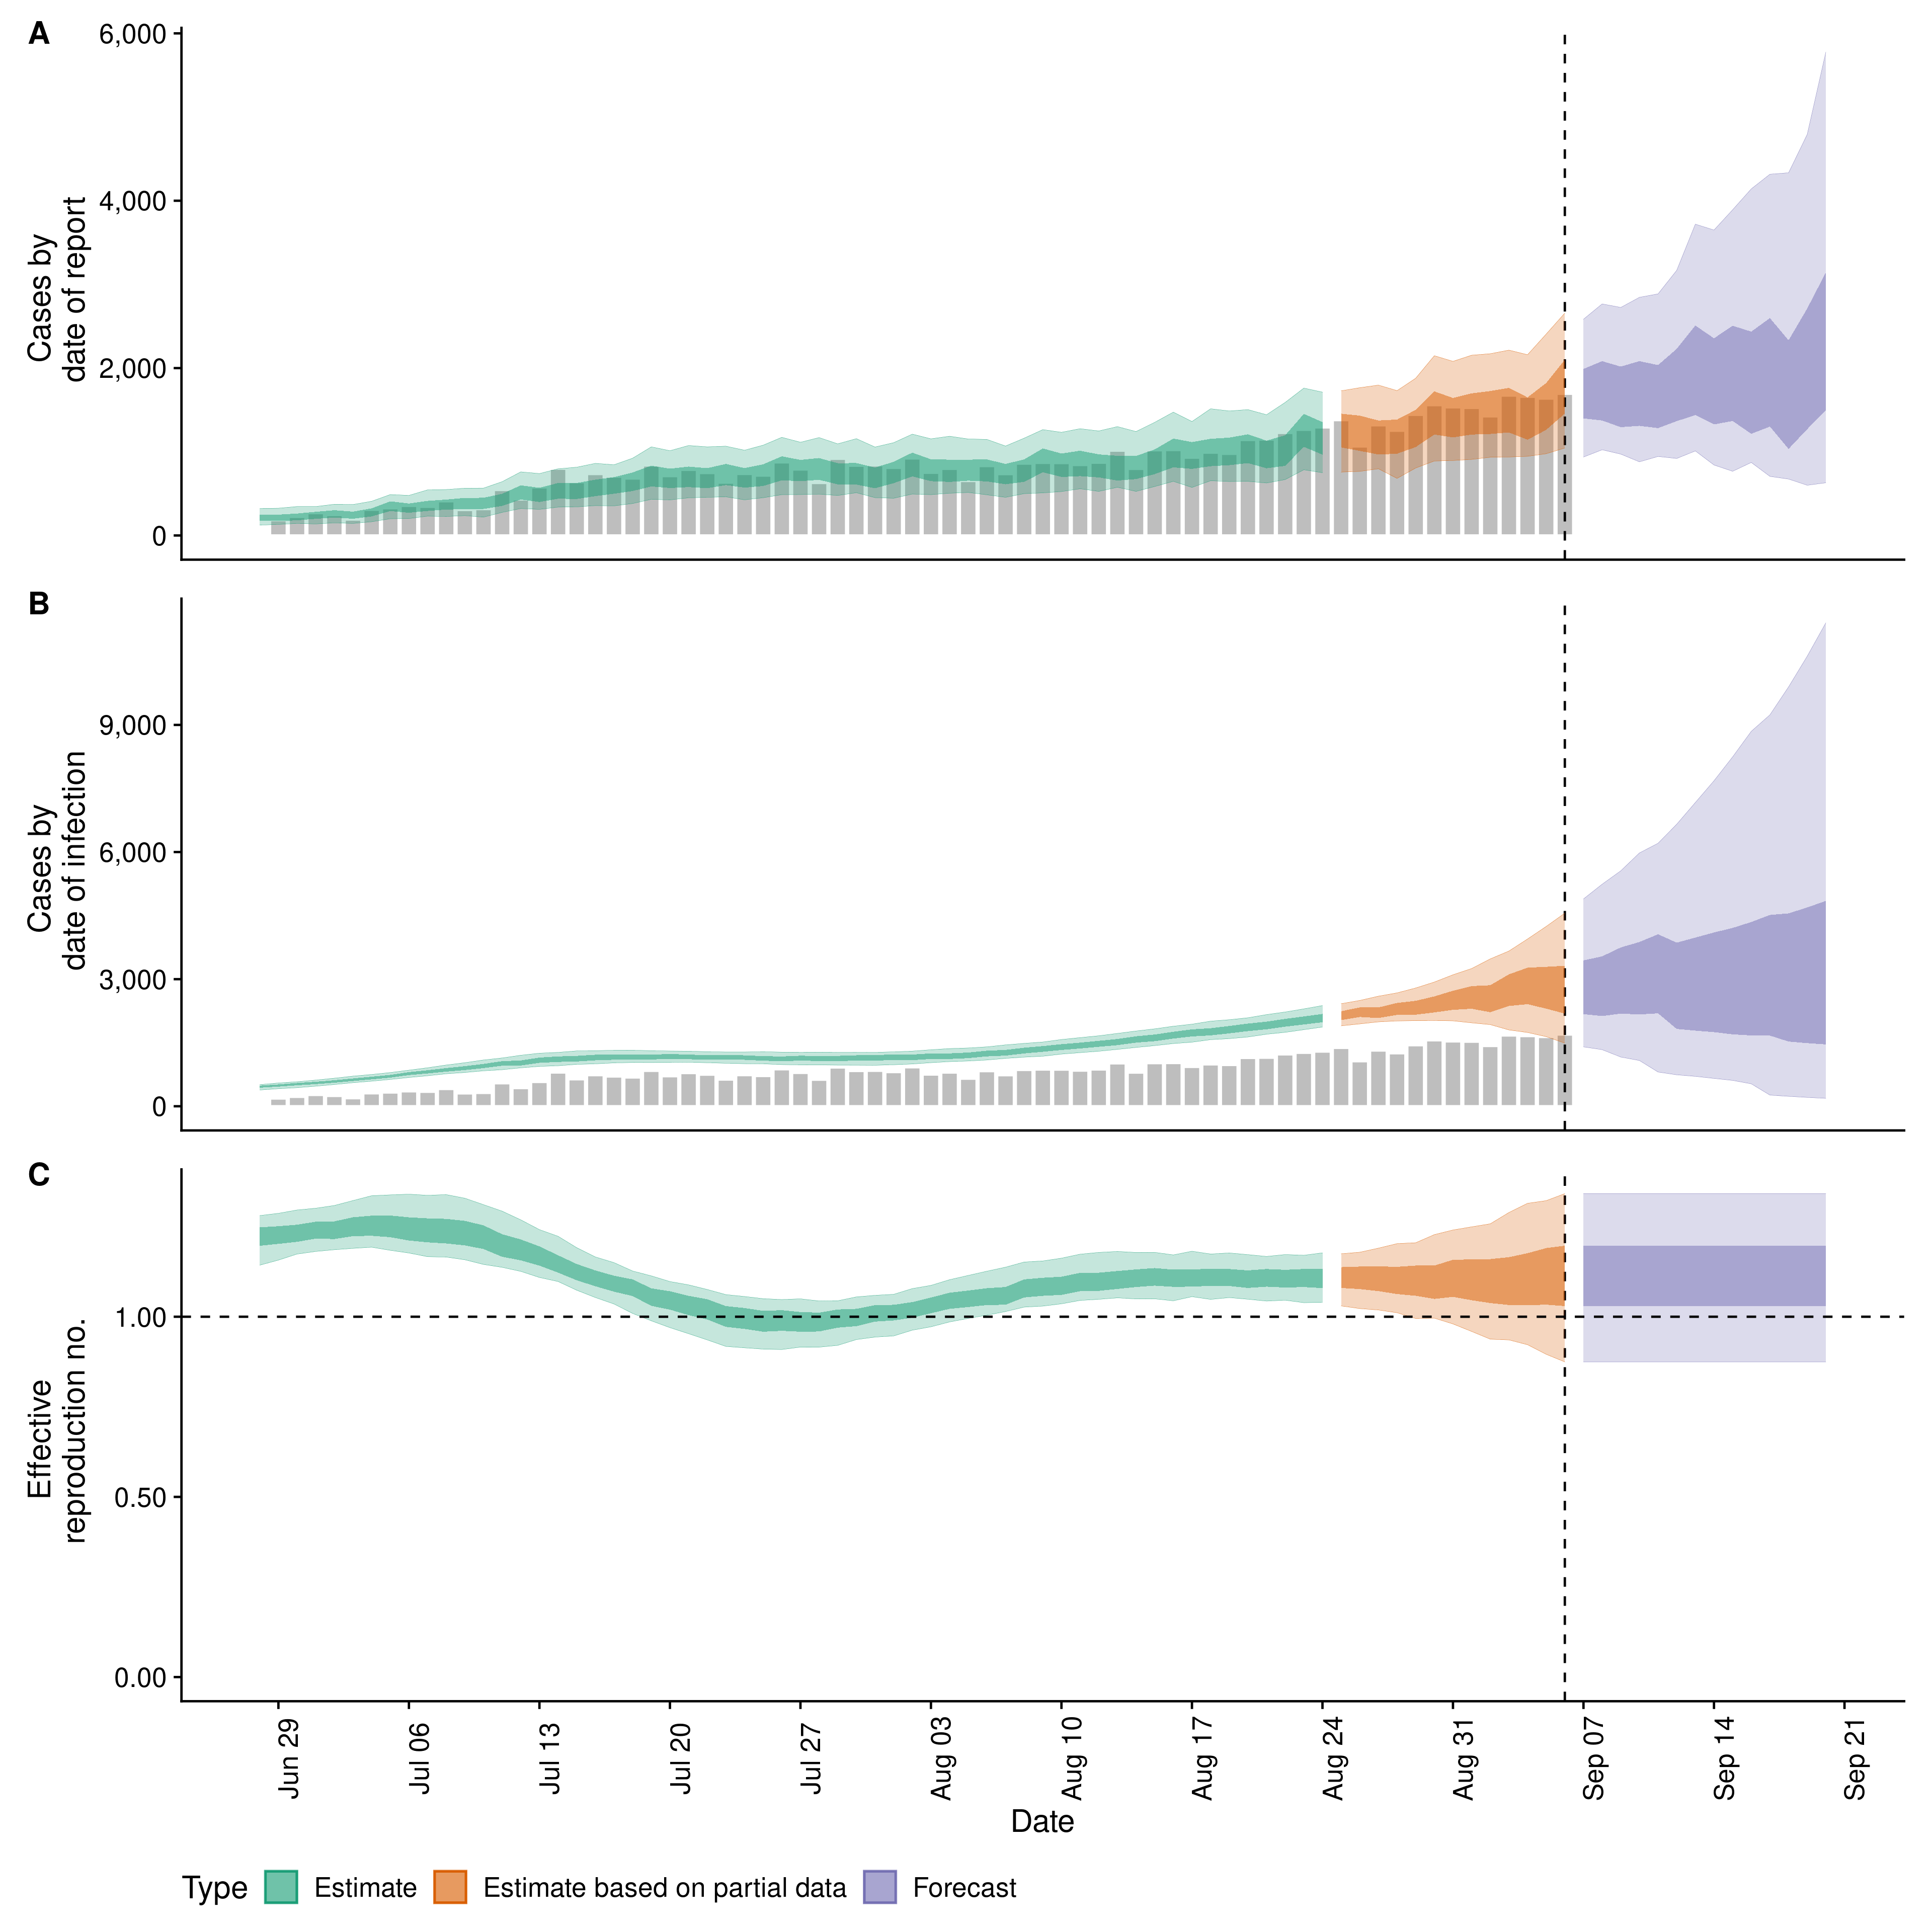 A
6,000
4,000
2,000
0
Cases by
date of report
B
9,000
6,000
3,000
0
Cases by
date of infection
C
1.00
0.50
0.00
Effective
reproduction no.
Jun 29
Jul 06
Jul 13
Jul 20
Jul 27
Aug 03
Aug 10
Aug 17
Aug 24
Aug 31
Sep 07
Sep 14
Sep 21
Date
Type Estimate Estimate based on partial data Forecast